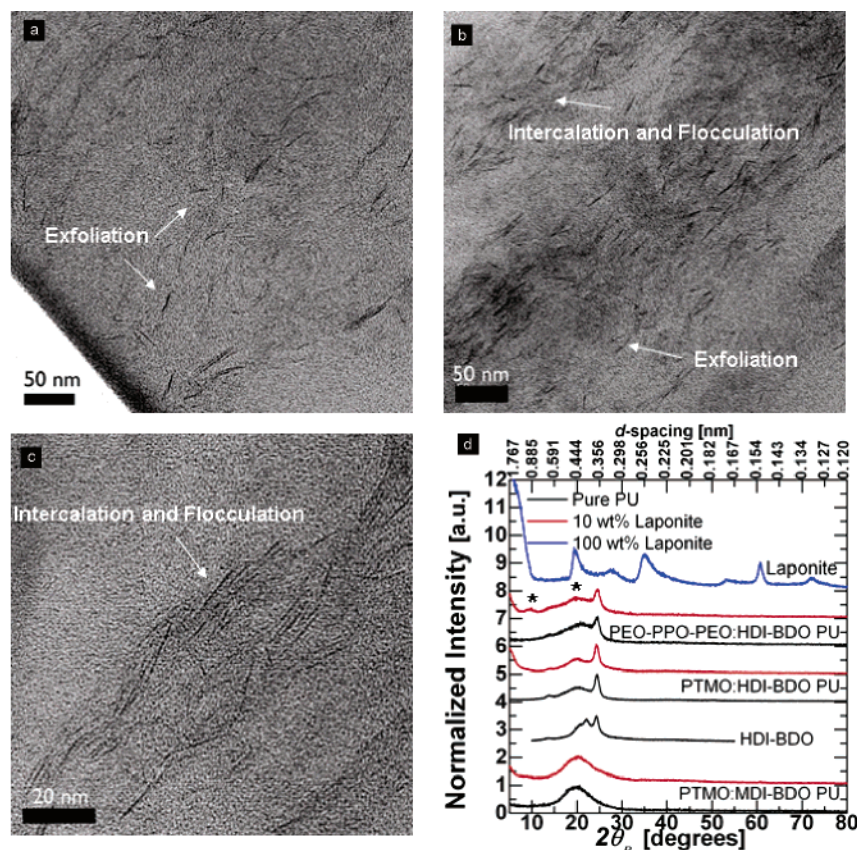 a
Exfoliation
50 nm
b
Intercalation and Flocculation
Exfoliation
50 nm
c
Intercalation and Flocculation
20 nm
d
d-spacing [nm]
1.767 0.885 0.591 0.444 0.356 0.298 0.256 0.225 0.201 0.182 0.167 0.154 0.143 0.134 0.127 0.120
Normalized Intensity [a.u.]
12
11
10
9
8
7
6
5
4
3
2
1
0
Pure PU
10 wt% Laponite
100 wt% Laponite
Laponite
* *
PEO-PPO-PEO:HDI-BDO PU
PTMO:HDI-BDO PU
HDI-BDO
PTMO:MDI-BDO PU
10 20 30 40 50 60 70 80
2θ [degrees]